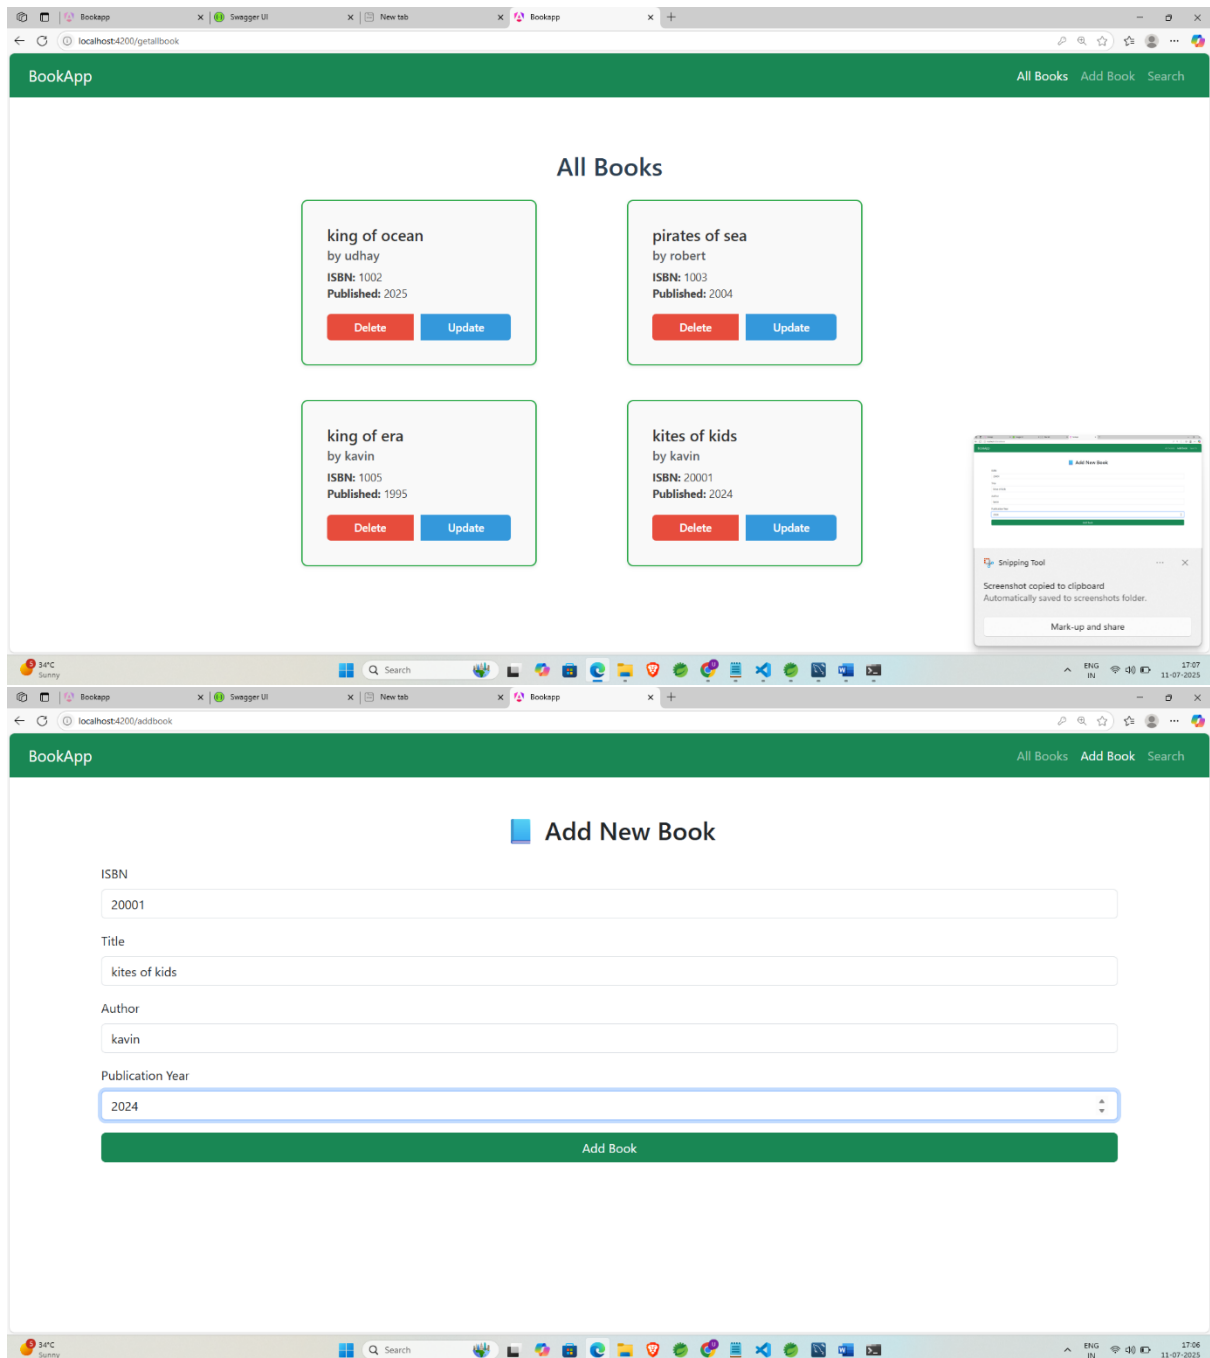 Bookapp Swagger UI New tab Bookapp
localhost:4200/getallbook
BookApp All Books Add Book Search
All Books
king of ocean
by udhay
ISBN: 1002
Published: 2025
Delete Update
pirates of sea
by robert
ISBN: 1003
Published: 2004
Delete Update
king of era
by kavin
ISBN: 1005
Published: 1995
Delete Update
kites of kids
by kavin
ISBN: 20001
Published: 2024
Delete Update
Add New Book
Snipping Tool
Screenshot copied to clipboard
Automatically saved to screenshots folder.
Mark-up and share
34°C
Sunny
Search
ENG
IN
17:07
11-07-2025
Bookapp Swagger UI New tab Bookapp
localhost:4200/addbook
BookApp All Books Add Book Search
Add New Book
ISBN
20001
Title
kites of kids
Author
kavin
Publication Year
2024
Add Book
34°C
Sunny
Search
ENG
IN
17:06
11-07-2025